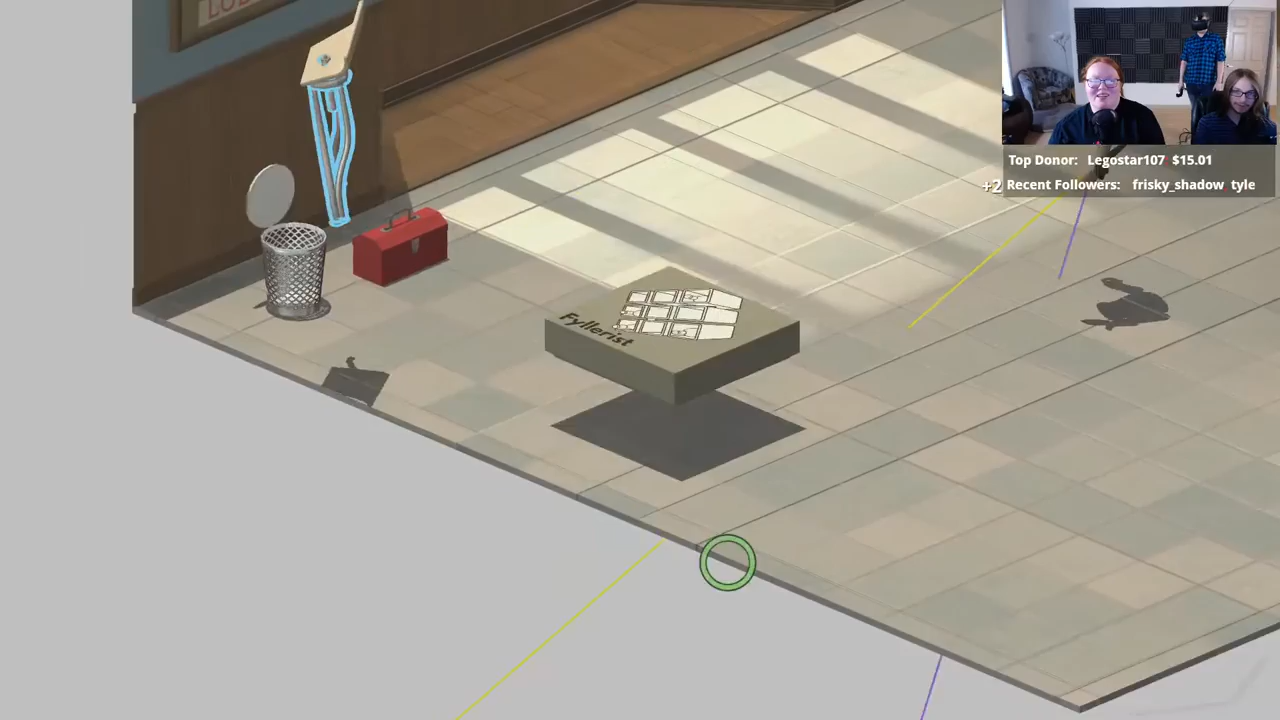 Top Donor: Legostar107 $15.01
+2 Recent Followers: frisky_shadow tyle
Fyllerist